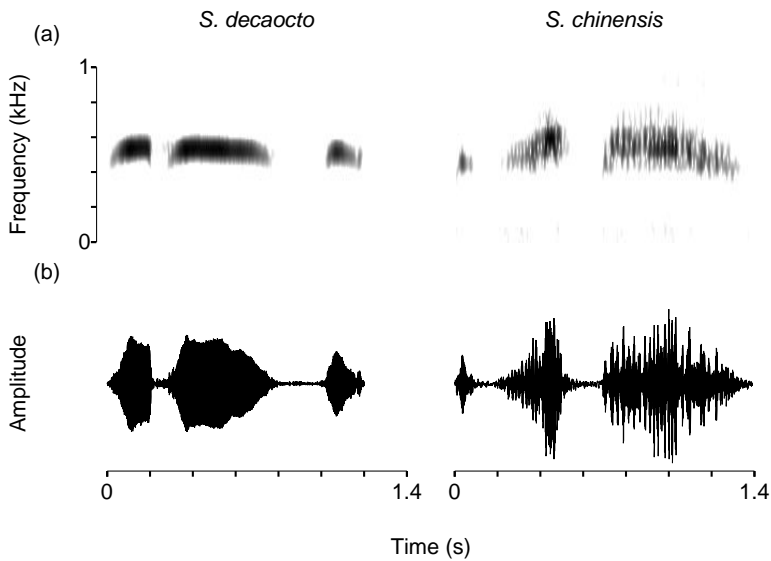 S. decaocto
S. chinensis
(a)
1
Frequency (kHz)
0
(b)
Amplitude
0
1.4
0
1.4
Time (s)